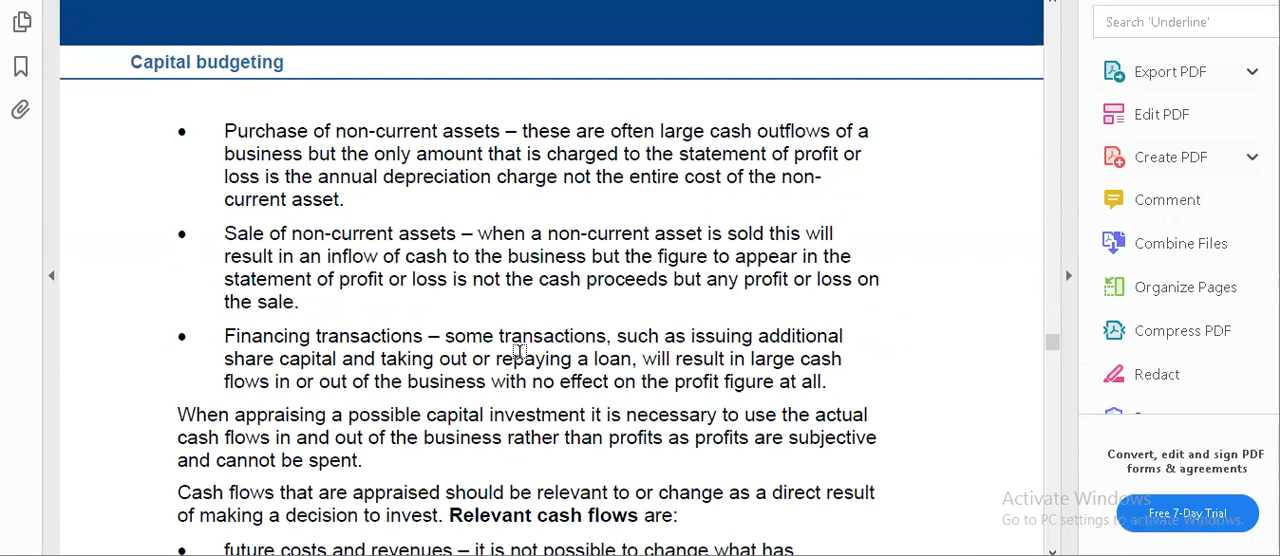 Capital budgeting
• Purchase of non-current assets – these are often large cash outflows of a
business but the only amount that is charged to the statement of profit or
loss is the annual depreciation charge not the entire cost of the non-
current asset.
• Sale of non-current assets – when a non-current asset is sold this will
result in an inflow of cash to the business but the figure to appear in the
statement of profit or loss is not the cash proceeds but any profit or loss on
the sale.
• Financing transactions – some transactions, such as issuing additional
share capital and taking out or repaying a loan, will result in large cash
flows in or out of the business with no effect on the profit figure at all.
When appraising a possible capital investment it is necessary to use the actual
cash flows in and out of the business rather than profits as profits are subjective
and cannot be spent.
Cash flows that are appraised should be relevant to or change as a direct result
of making a decision to invest. Relevant cash flows are:
• future costs and revenues – it is not possible to change what has
Search 'Underline'
Export PDF
Edit PDF
Create PDF
Comment
Combine Files
Organize Pages
Compress PDF
Redact
Convert, edit and sign PDF
forms & agreements
Free 7-Day Trial
Activate Windows
Go to PC settings to activate Windows.